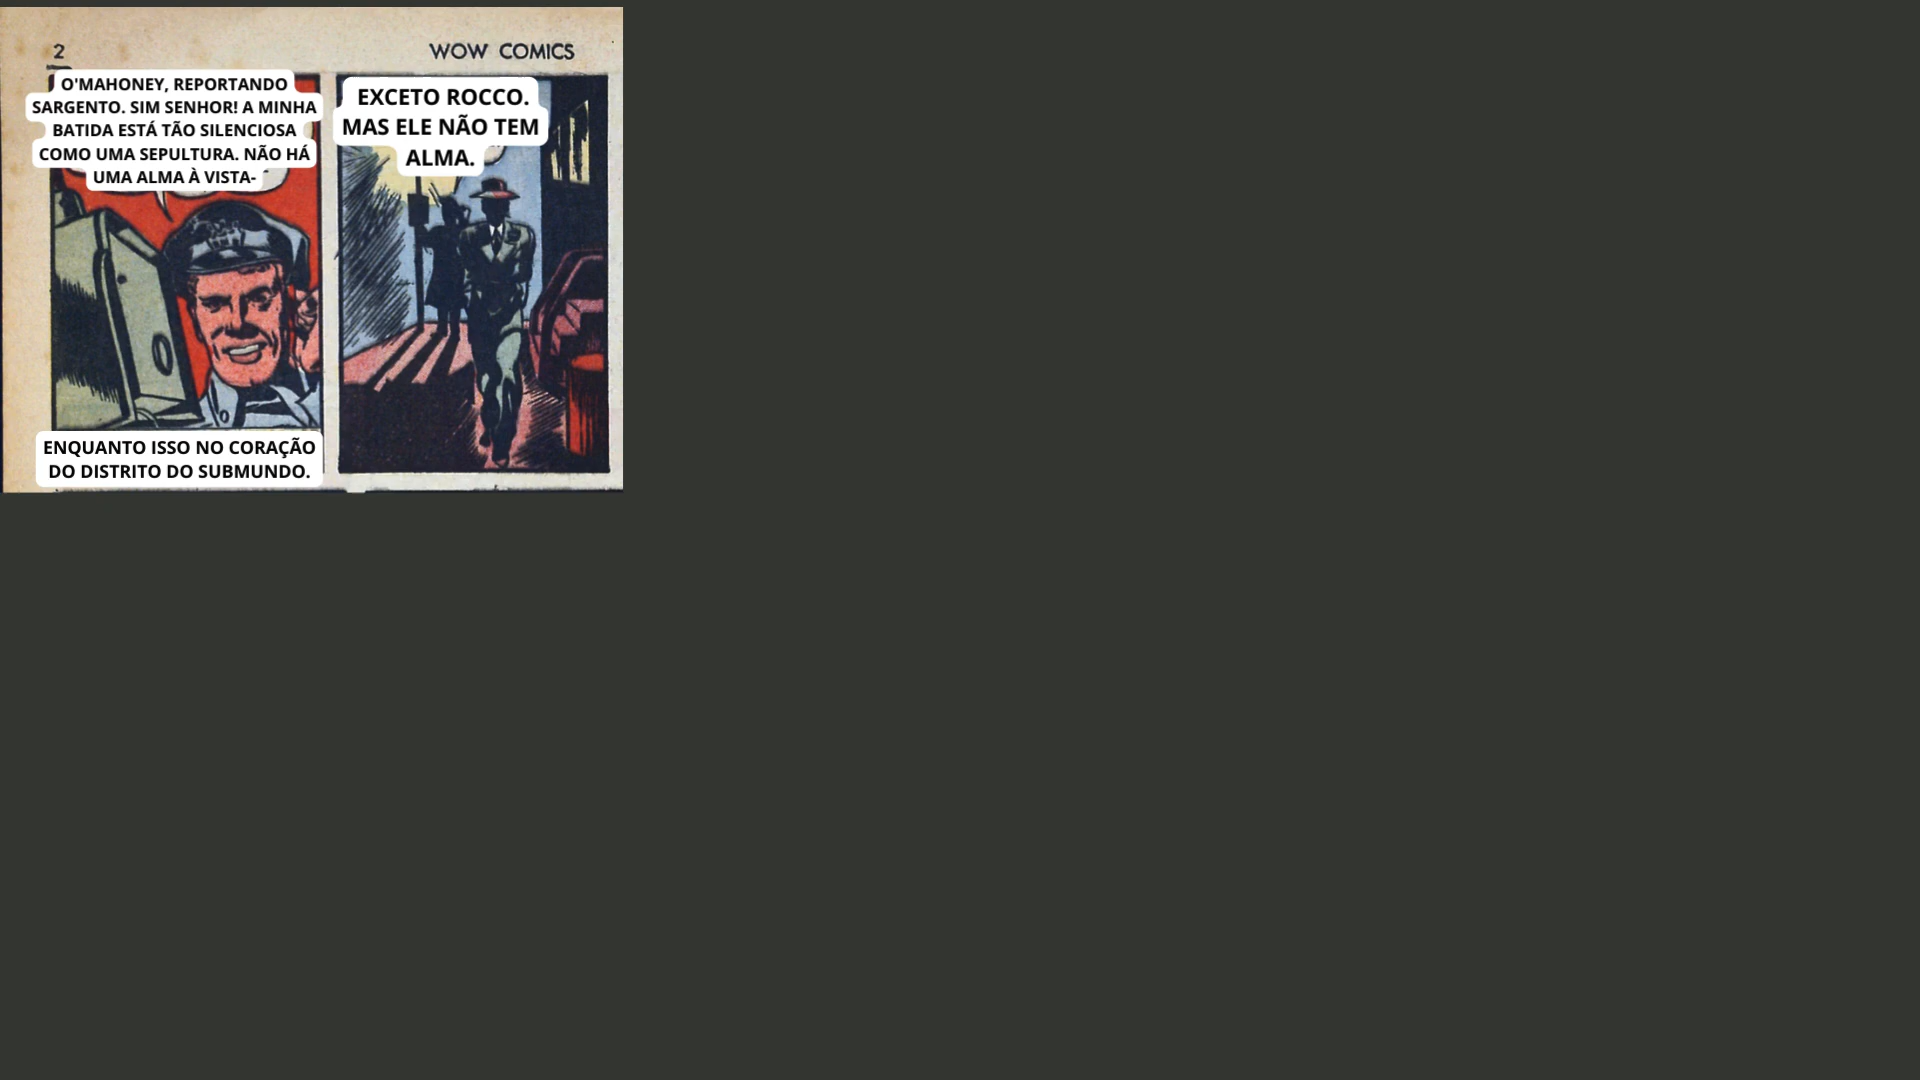 2
WOW COMICS
O'MAHONEY, REPORTANDO
SARGENTO. SIM SENHOR! A MINHA
BATIDA ESTÁ TÃO SILENCIOSA
COMO UMA SEPULTURA. NÃO HÁ
UMA ALMA À VISTA-
EXCETO ROCCO.
MAS ELE NÃO TEM
ALMA.
ENQUANTO ISSO NO CORAÇÃO
DO DISTRITO DO SUBMUNDO.